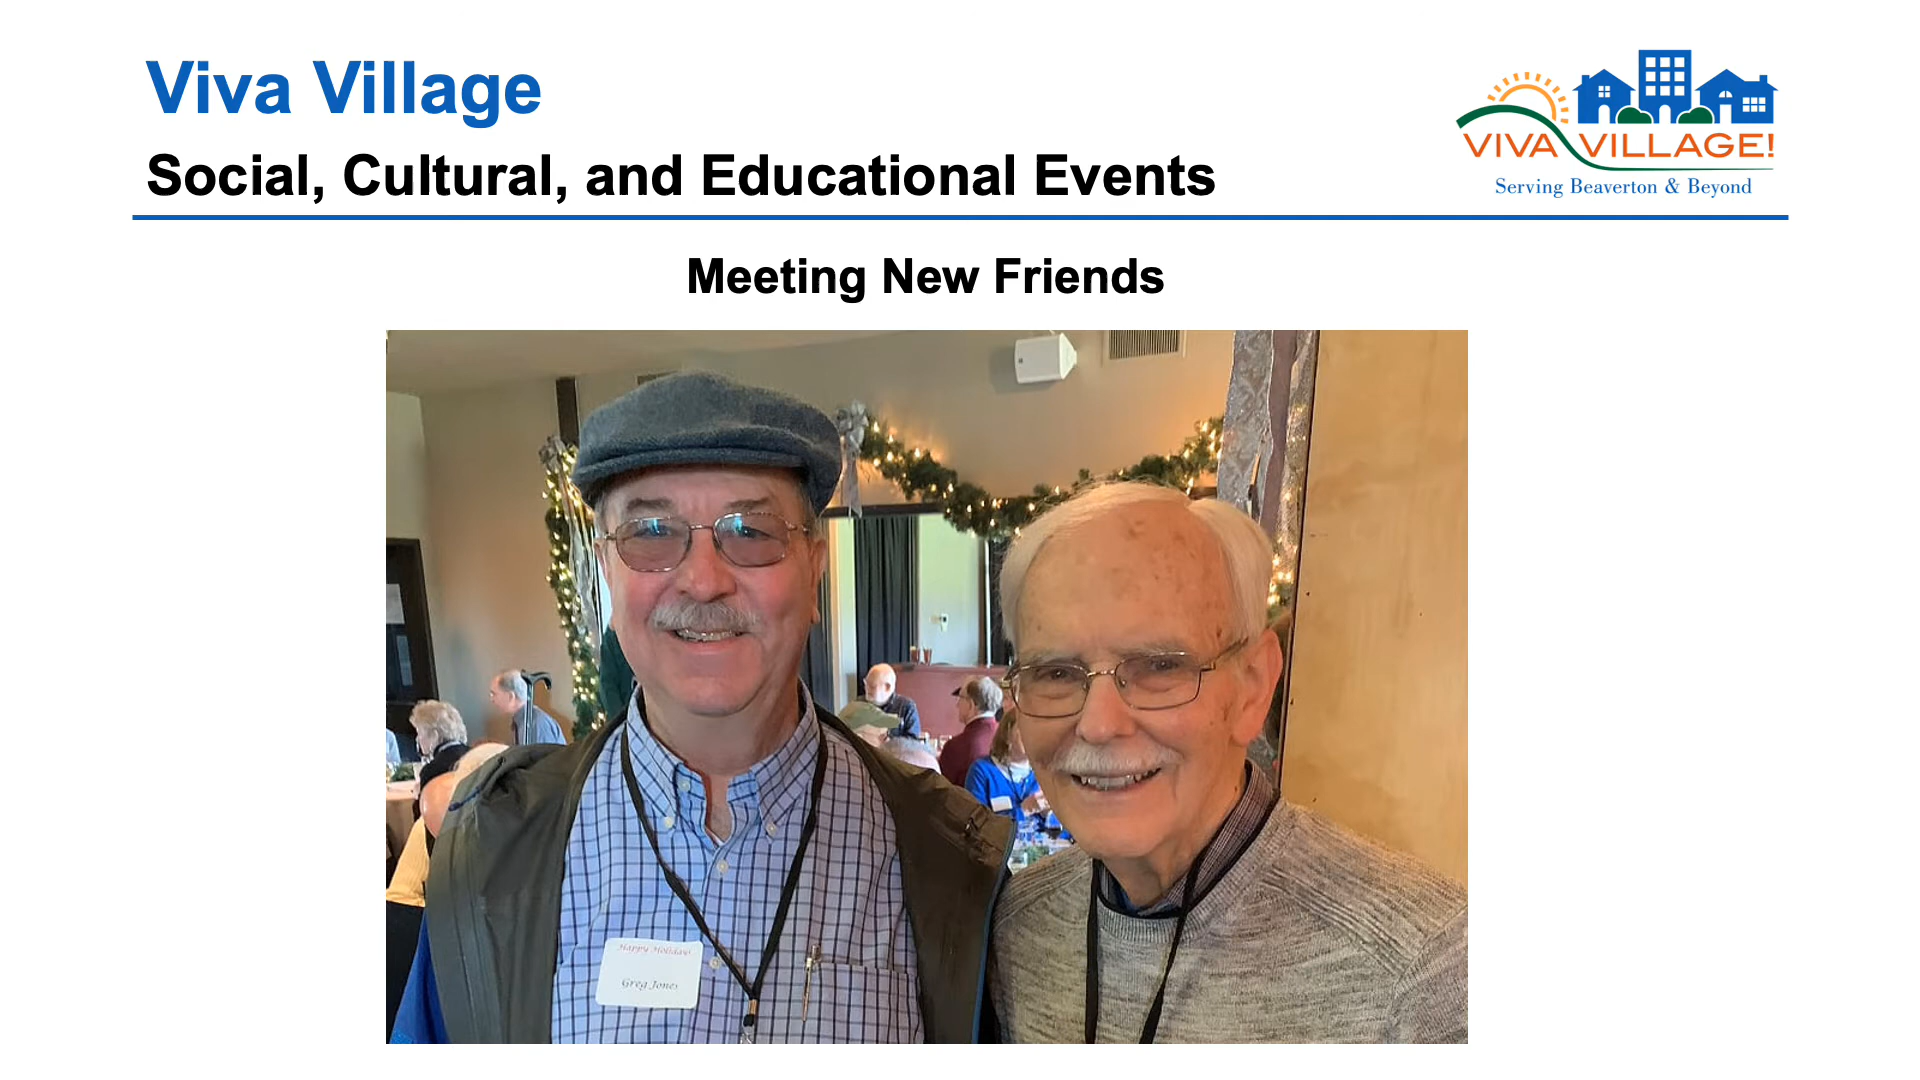 Viva Village
Social, Cultural, and Educational Events
VIVA VILLAGE!
Serving Beaverton & Beyond
Meeting New Friends
Happy Holidays
Greg Jones